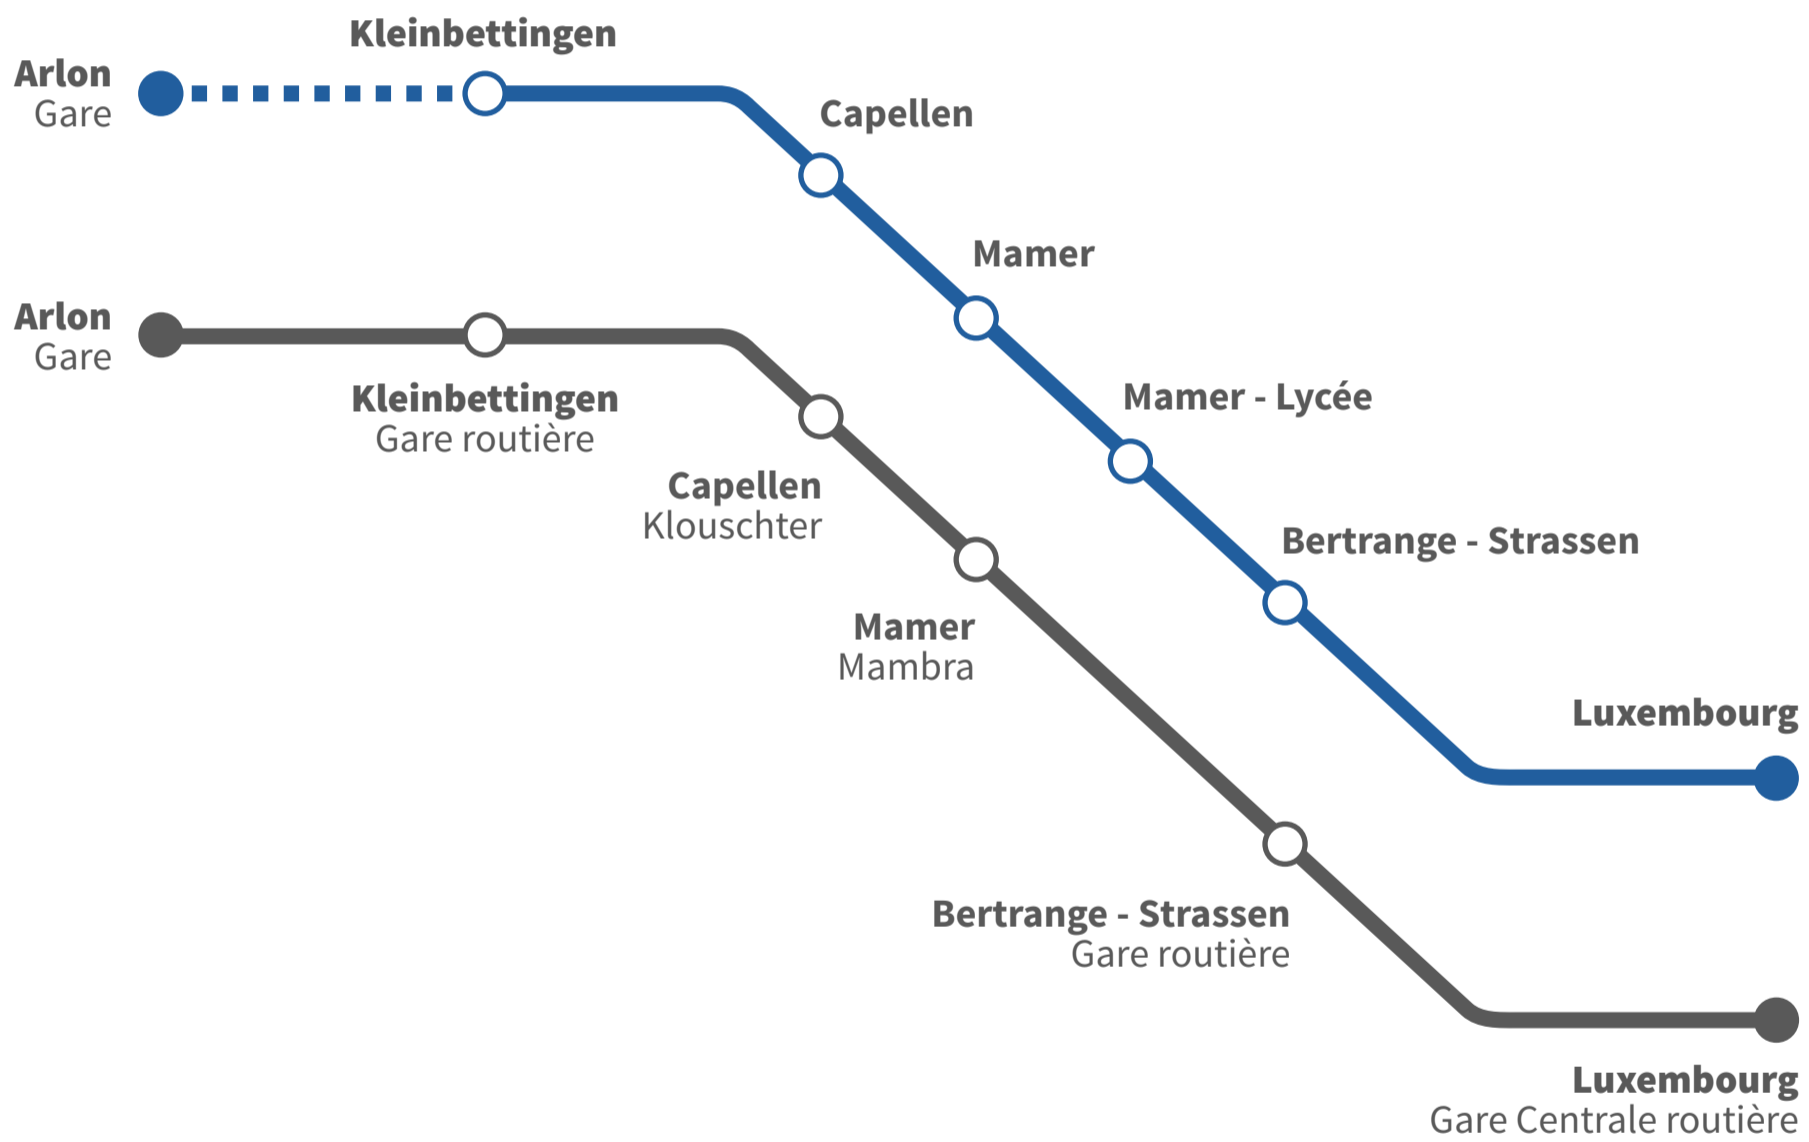 Kleinbettingen
Arlon
Gare
Capellen
Mamer
Arlon
Gare
Kleinbettingen
Gare routière
Mamer - Lycée
Capellen
Klouschter
Bertrange - Strassen
Mamer
Mambra
Luxembourg
Bertrange - Strassen
Gare routière
Luxembourg
Gare Centrale routière